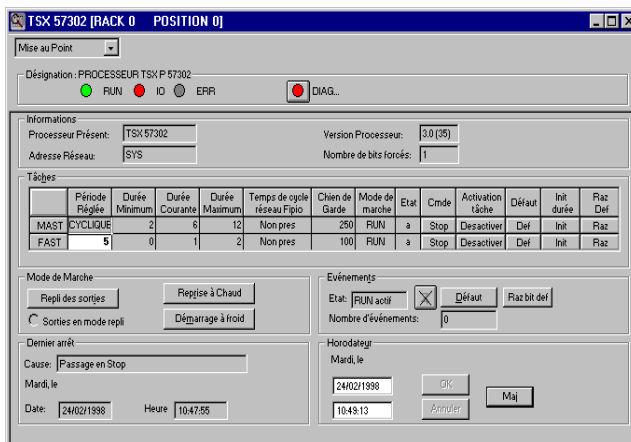 TSX 57302 [RACK 0 POSITION 0]
Mise au Point
Désignation : PROCESSEUR TSX P 57302
RUN IO ERR DIAG...
Informations
Processeur Présent: TSX 57302 Version Processeur: 3.0 (35)
Adresse Réseau: SYS Nombre de bits forcés: 1
Tâches
Période Réglée Durée Minimum Durée Courante Durée Maximum Temps de cycle réseau Fipio Chien de Garde Mode de marche Etat Cmde Activation tâche Défaut Init durée Raz Def
MAST CYCLIQUE 2 6 12 Non pres 250 RUN a Stop Desactiver Def Init Raz
FAST 5 0 1 2 Non pres 100 RUN a Stop Desactiver Def Init Raz
Mode de Marche
Repli des sorties Reprise à Chaud
Sorties en mode repli Démarrage à froid
Evénements
Etat: RUN actif Défaut Raz bit def
Nombre d'événements: 0
Dernier arrêt
Cause: Passage en Stop
Mardi, le
Date: 24/02/1998 Heure 10:47:55
Horodateur
Mardi, le
24/02/1998 OK
10:49:13 Annuler Maj